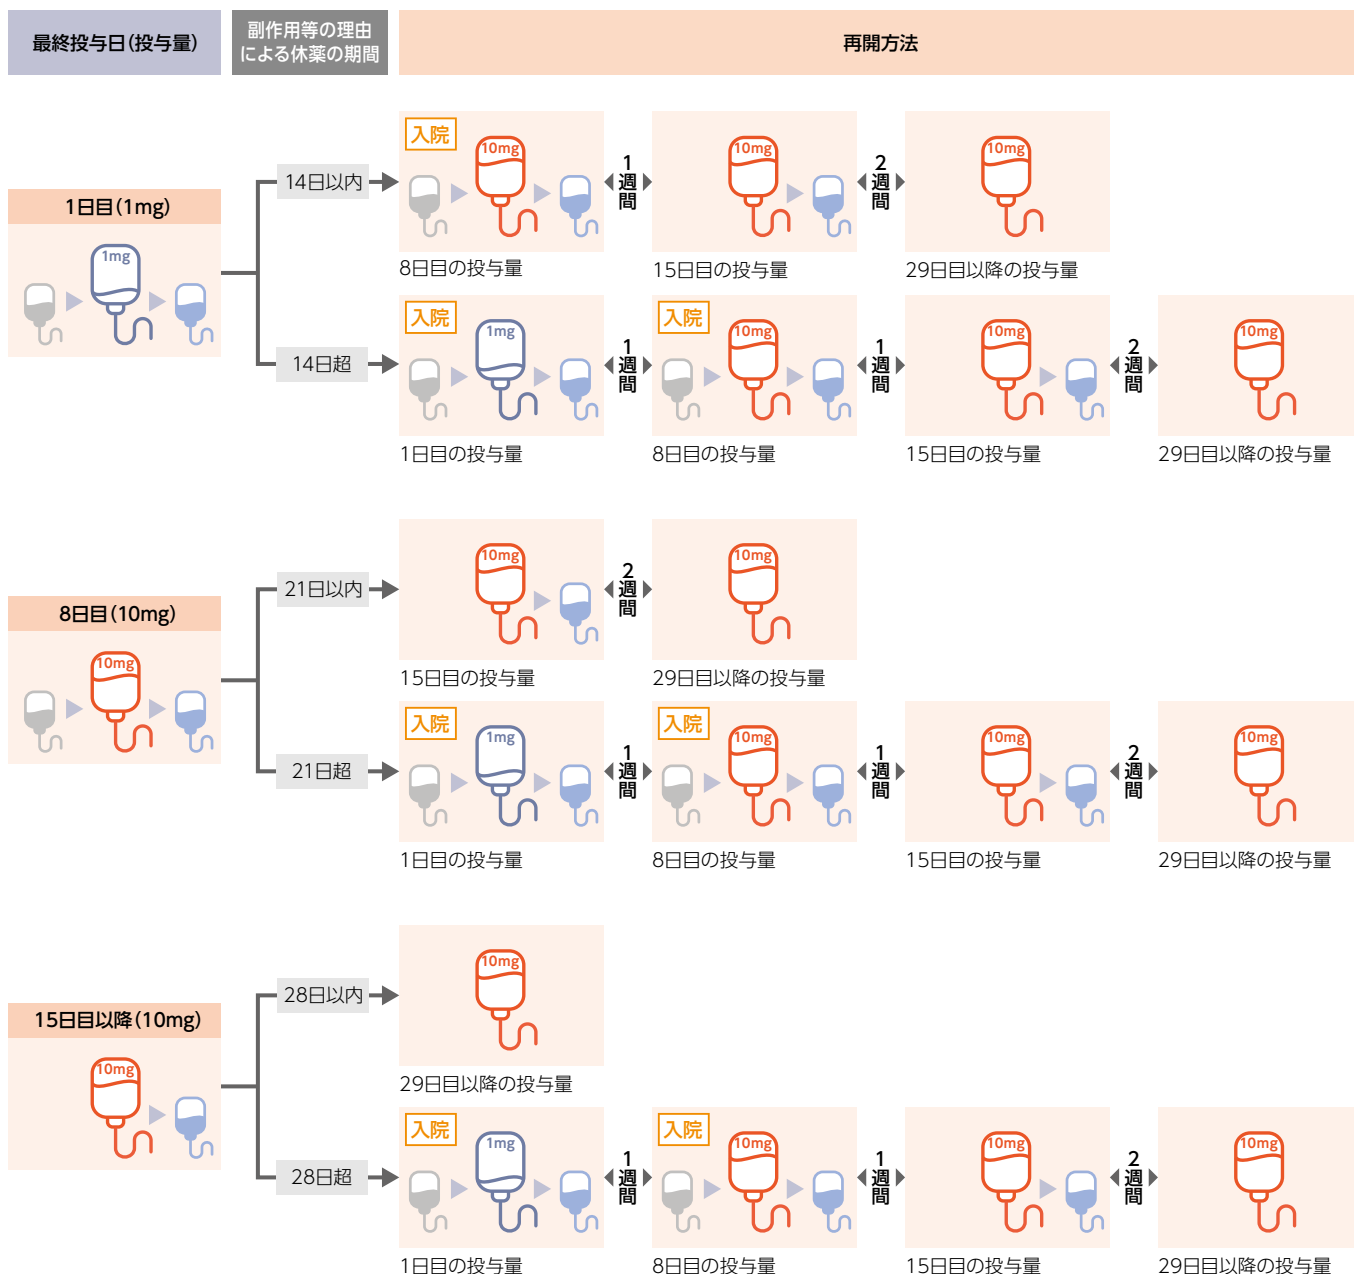 最終投与日(投与量)
副作用等の理由
による休薬の期間
再開方法
1日目(1mg)
1mg
14日以内
入院
10mg
8日目の投与量
1週間
10mg
15日目の投与量
2週間
10mg
29日目以降の投与量
14日超
入院
1mg
1日目の投与量
1週間
入院
10mg
8日目の投与量
1週間
10mg
15日目の投与量
2週間
10mg
29日目以降の投与量
8日目(10mg)
10mg
21日以内
10mg
15日目の投与量
2週間
10mg
29日目以降の投与量
21日超
入院
1mg
1日目の投与量
1週間
入院
10mg
8日目の投与量
1週間
10mg
15日目の投与量
2週間
10mg
29日目以降の投与量
15日目以降(10mg)
10mg
28日以内
10mg
29日目以降の投与量
28日超
入院
1mg
1日目の投与量
1週間
入院
10mg
8日目の投与量
1週間
10mg
15日目の投与量
2週間
10mg
29日目以降の投与量